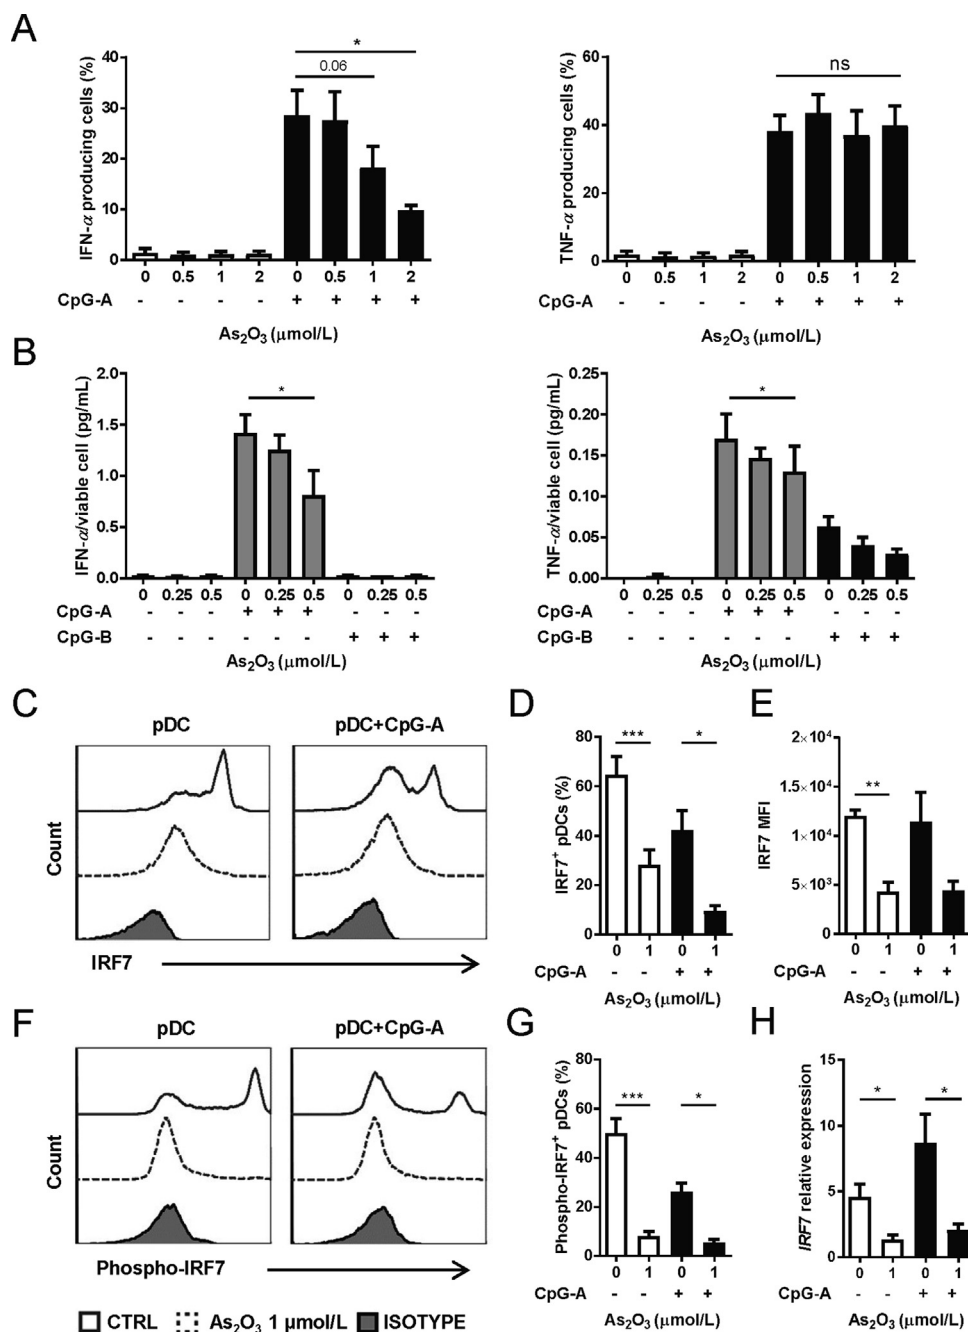 A
IFN-α producing cells (%)
40
30
20
10
0
*
0.06
0 0.5 1 2 0 0.5 1 2
CpG-A - - - - + + + +
As₂O₃ (μmol/L)
TNF-α producing cells (%)
60
40
20
0
ns
0 0.5 1 2 0 0.5 1 2
CpG-A - - - - + + + +
As₂O₃ (μmol/L)
B
IFN-α/viable cell (pg/mL)
2.0
1.5
1.0
0.5
0.0
*
0 0.25 0.5 0 0.25 0.5 0 0.25 0.5
CpG-A - - - + + + - - -
CpG-B - - - - - - + + +
As₂O₃ (μmol/L)
TNF-α/viable cell (pg/mL)
0.25
0.20
0.15
0.10
0.05
0.00
*
0 0.25 0.5 0 0.25 0.5 0 0.25 0.5
CpG-A - - - + + + - - -
CpG-B - - - - - - + + +
As₂O₃ (μmol/L)
C
pDC
pDC+CpG-A
Count
IRF7
D
IRF7⁺ pDCs (%)
80
60
40
20
0
*** *
0 1 0 1
CpG-A - - + +
As₂O₃ (μmol/L)
E
IRF7 MFI
2×10⁴
1×10⁴
1×10⁴
5×10³
0
**
0 1 0 1
CpG-A - - + +
As₂O₃ (μmol/L)
F
pDC
pDC+CpG-A
Count
Phospho-IRF7
G
Phospho-IRF7⁺ pDCs (%)
80
60
40
20
0
*** *
0 1 0 1
CpG-A - - + +
As₂O₃ (μmol/L)
H
IRF7 relative expression
15
10
5
0
* *
0 1 0 1
CpG-A - - + +
As₂O₃ (μmol/L)
CTRL As₂O₃ 1 μmol/L ISOTYPE